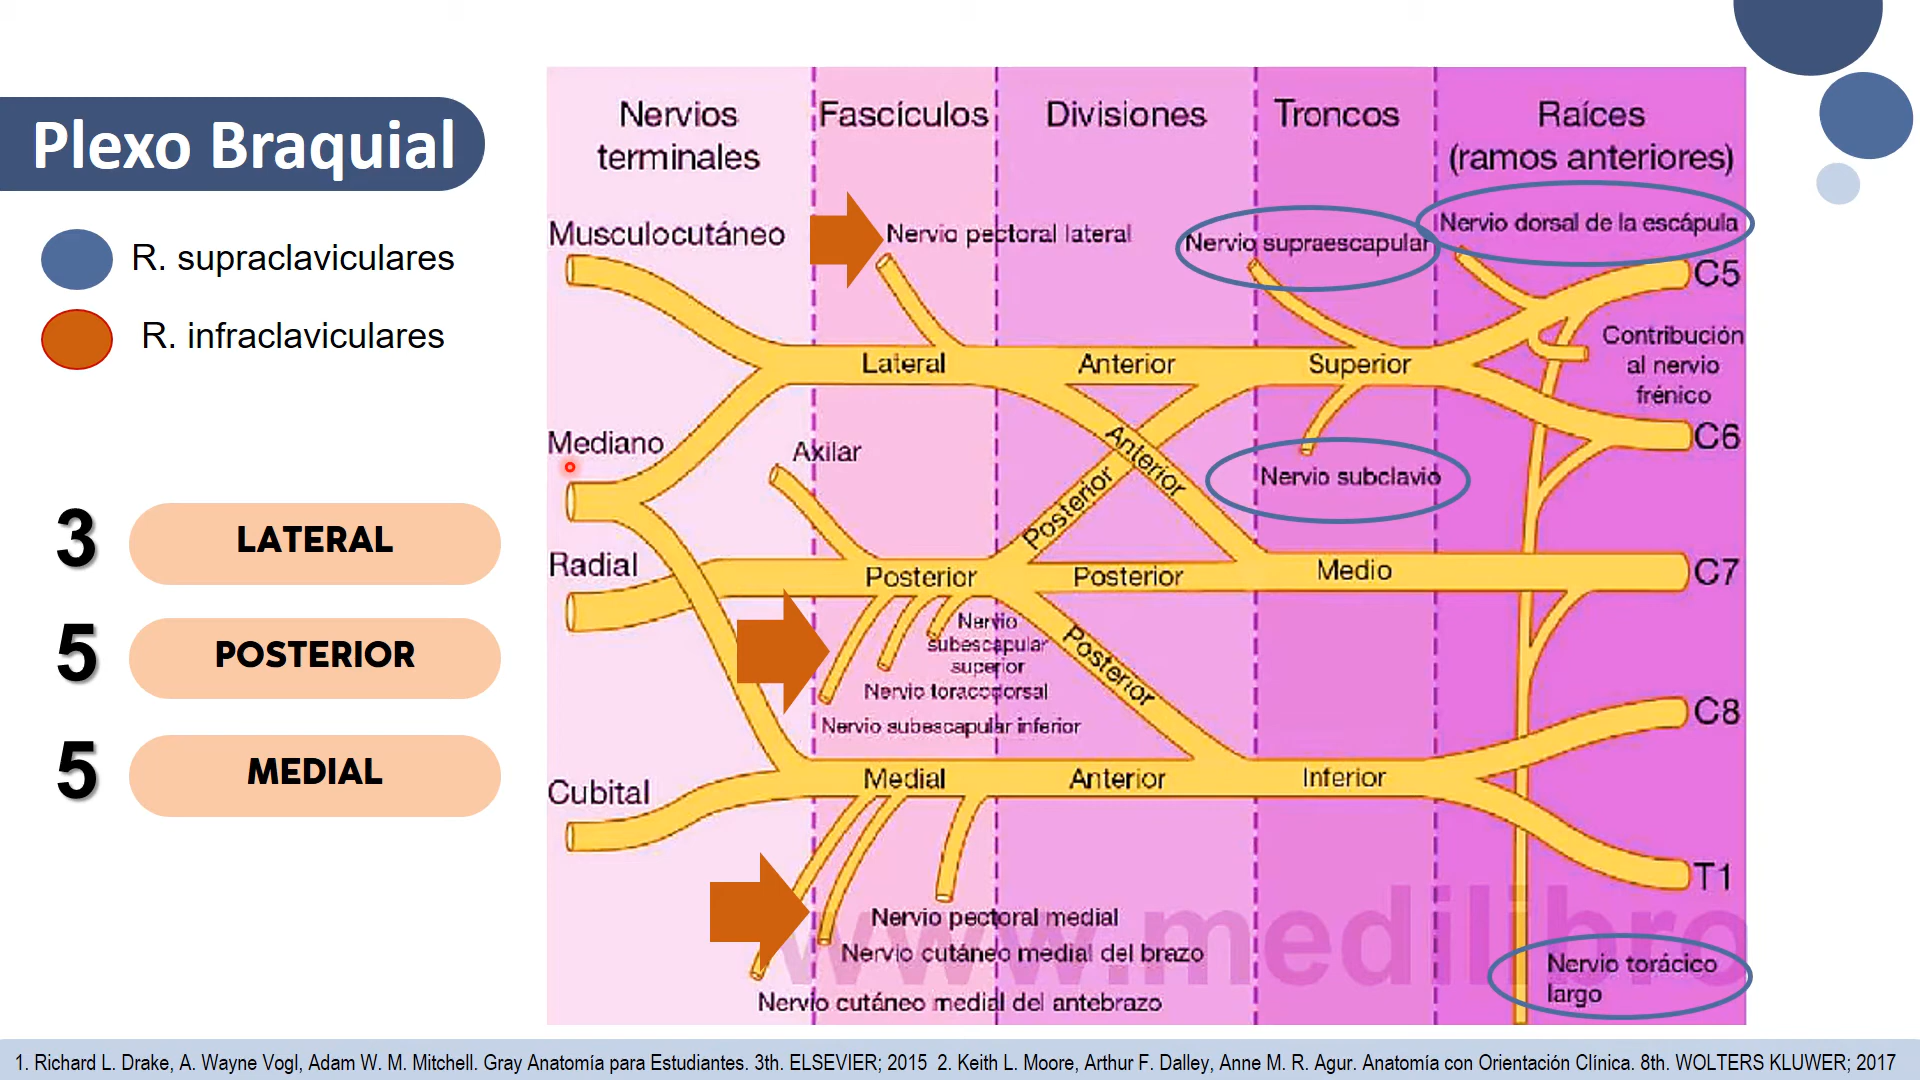 Plexo Braquial
R. supraclaviculares
R. infraclaviculares
3 LATERAL
5 POSTERIOR
5 MEDIAL
Nervios
terminales
Fascículos
Divisiones
Troncos
Raíces
(ramos anteriores)
Musculocutáneo
Nervio pectoral lateral
Nervio supraescapular
Nervio dorsal de la escápula
C5
Contribución
al nervio
frénico
Lateral
Anterior
Superior
C6
Mediano
Axilar
Anterior
Posterior
Nervio subclavio
Radial
Posterior
Posterior
Medio
C7
Nervio
subescapular
superior
Nervio toracodorsal
Nervio subescapular inferior
Posterior
C8
Cubital
Medial
Anterior
Inferior
T1
Nervio pectoral medial
Nervio cutáneo medial del brazo
Nervio cutáneo medial del antebrazo
Nervio torácico
largo
www.medilibro
1. Richard L. Drake, A. Wayne Vogl, Adam W. M. Mitchell. Gray Anatomía para Estudiantes. 3th. ELSEVIER; 2015 2. Keith L. Moore, Arthur F. Dalley, Anne M. R. Agur. Anatomía con Orientación Clínica. 8th. WOLTERS KLUWER; 2017